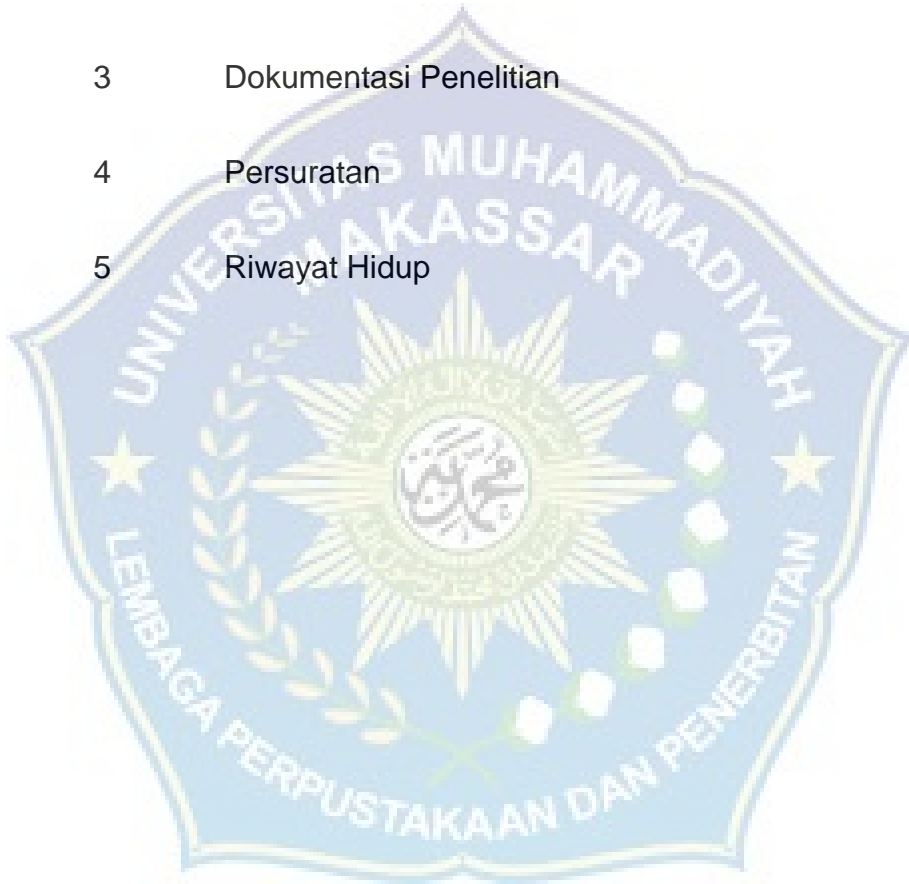 3 Dokumentasi Penelitian
4 Persuratan
5 Riwayat Hidup
UNIVERSITAS MUHAMMADIYAH
MAKASSAR
LEMBAGA PERPUSTAKAAN DAN PENERBITAN